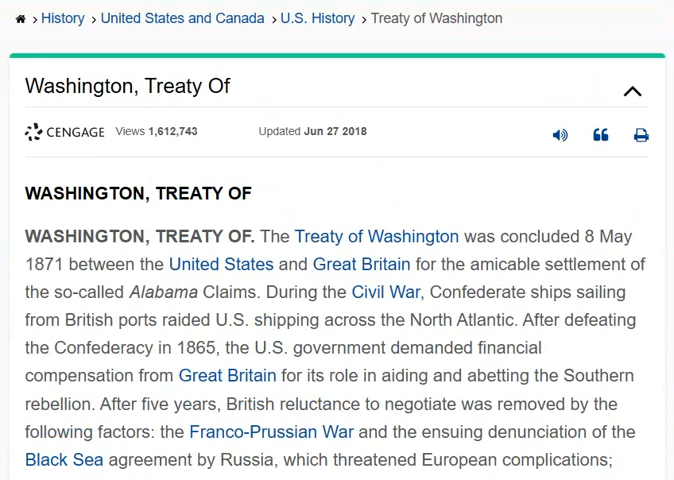 History > United States and Canada > U.S. History > Treaty of Washington
Washington, Treaty Of
CENGAGE Views 1,612,743 Updated Jun 27 2018
WASHINGTON, TREATY OF
WASHINGTON, TREATY OF. The Treaty of Washington was concluded 8 May
1871 between the United States and Great Britain for the amicable settlement of
the so-called Alabama Claims. During the Civil War, Confederate ships sailing
from British ports raided U.S. shipping across the North Atlantic. After defeating
the Confederacy in 1865, the U.S. government demanded financial
compensation from Great Britain for its role in aiding and abetting the Southern
rebellion. After five years, British reluctance to negotiate was removed by the
following factors: the Franco-Prussian War and the ensuing denunciation of the
Black Sea agreement by Russia, which threatened European complications;